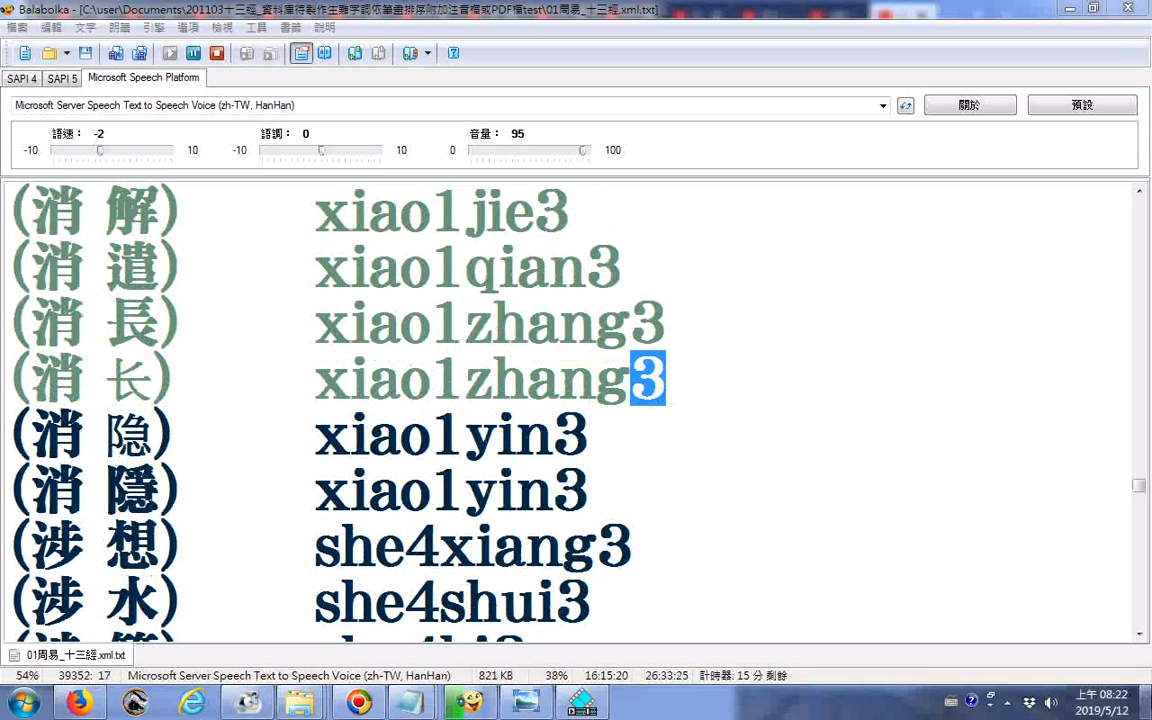 Balabolka - [C:\user\Documents\201103十三經_資料庫待製作生難字詞依筆畫排序附加注音檔或PDF檔test\01周易_十三經.xml.txt]
檔案 編輯 文字 朗讀 引擎 選項 檢視 工具 書籤 說明
SAPI 4 SAPI 5 Microsoft Speech Platform
Microsoft Server Speech Text to Speech Voice (zh-TW, HanHan) 關於 預設
語速： -2 語調： 0 音量： 95
-10 10 -10 10 0 100
(消 解) xiao1jie3
(消 遣) xiao1qian3
(消 長) xiao1zhang3
(消 长) xiao1zhang3
(消 隐) xiao1yin3
(消 隱) xiao1yin3
(涉 想) she4xiang3
(涉 水) she4shui3
01周易_十三經.xml.txt
54% 39352: 17 Microsoft Server Speech Text to Speech Voice (zh-TW, HanHan) 821 KB 38% 16:15:20 26:33:25 計時器: 15 分 剩餘
上午 08:22
2019/5/12